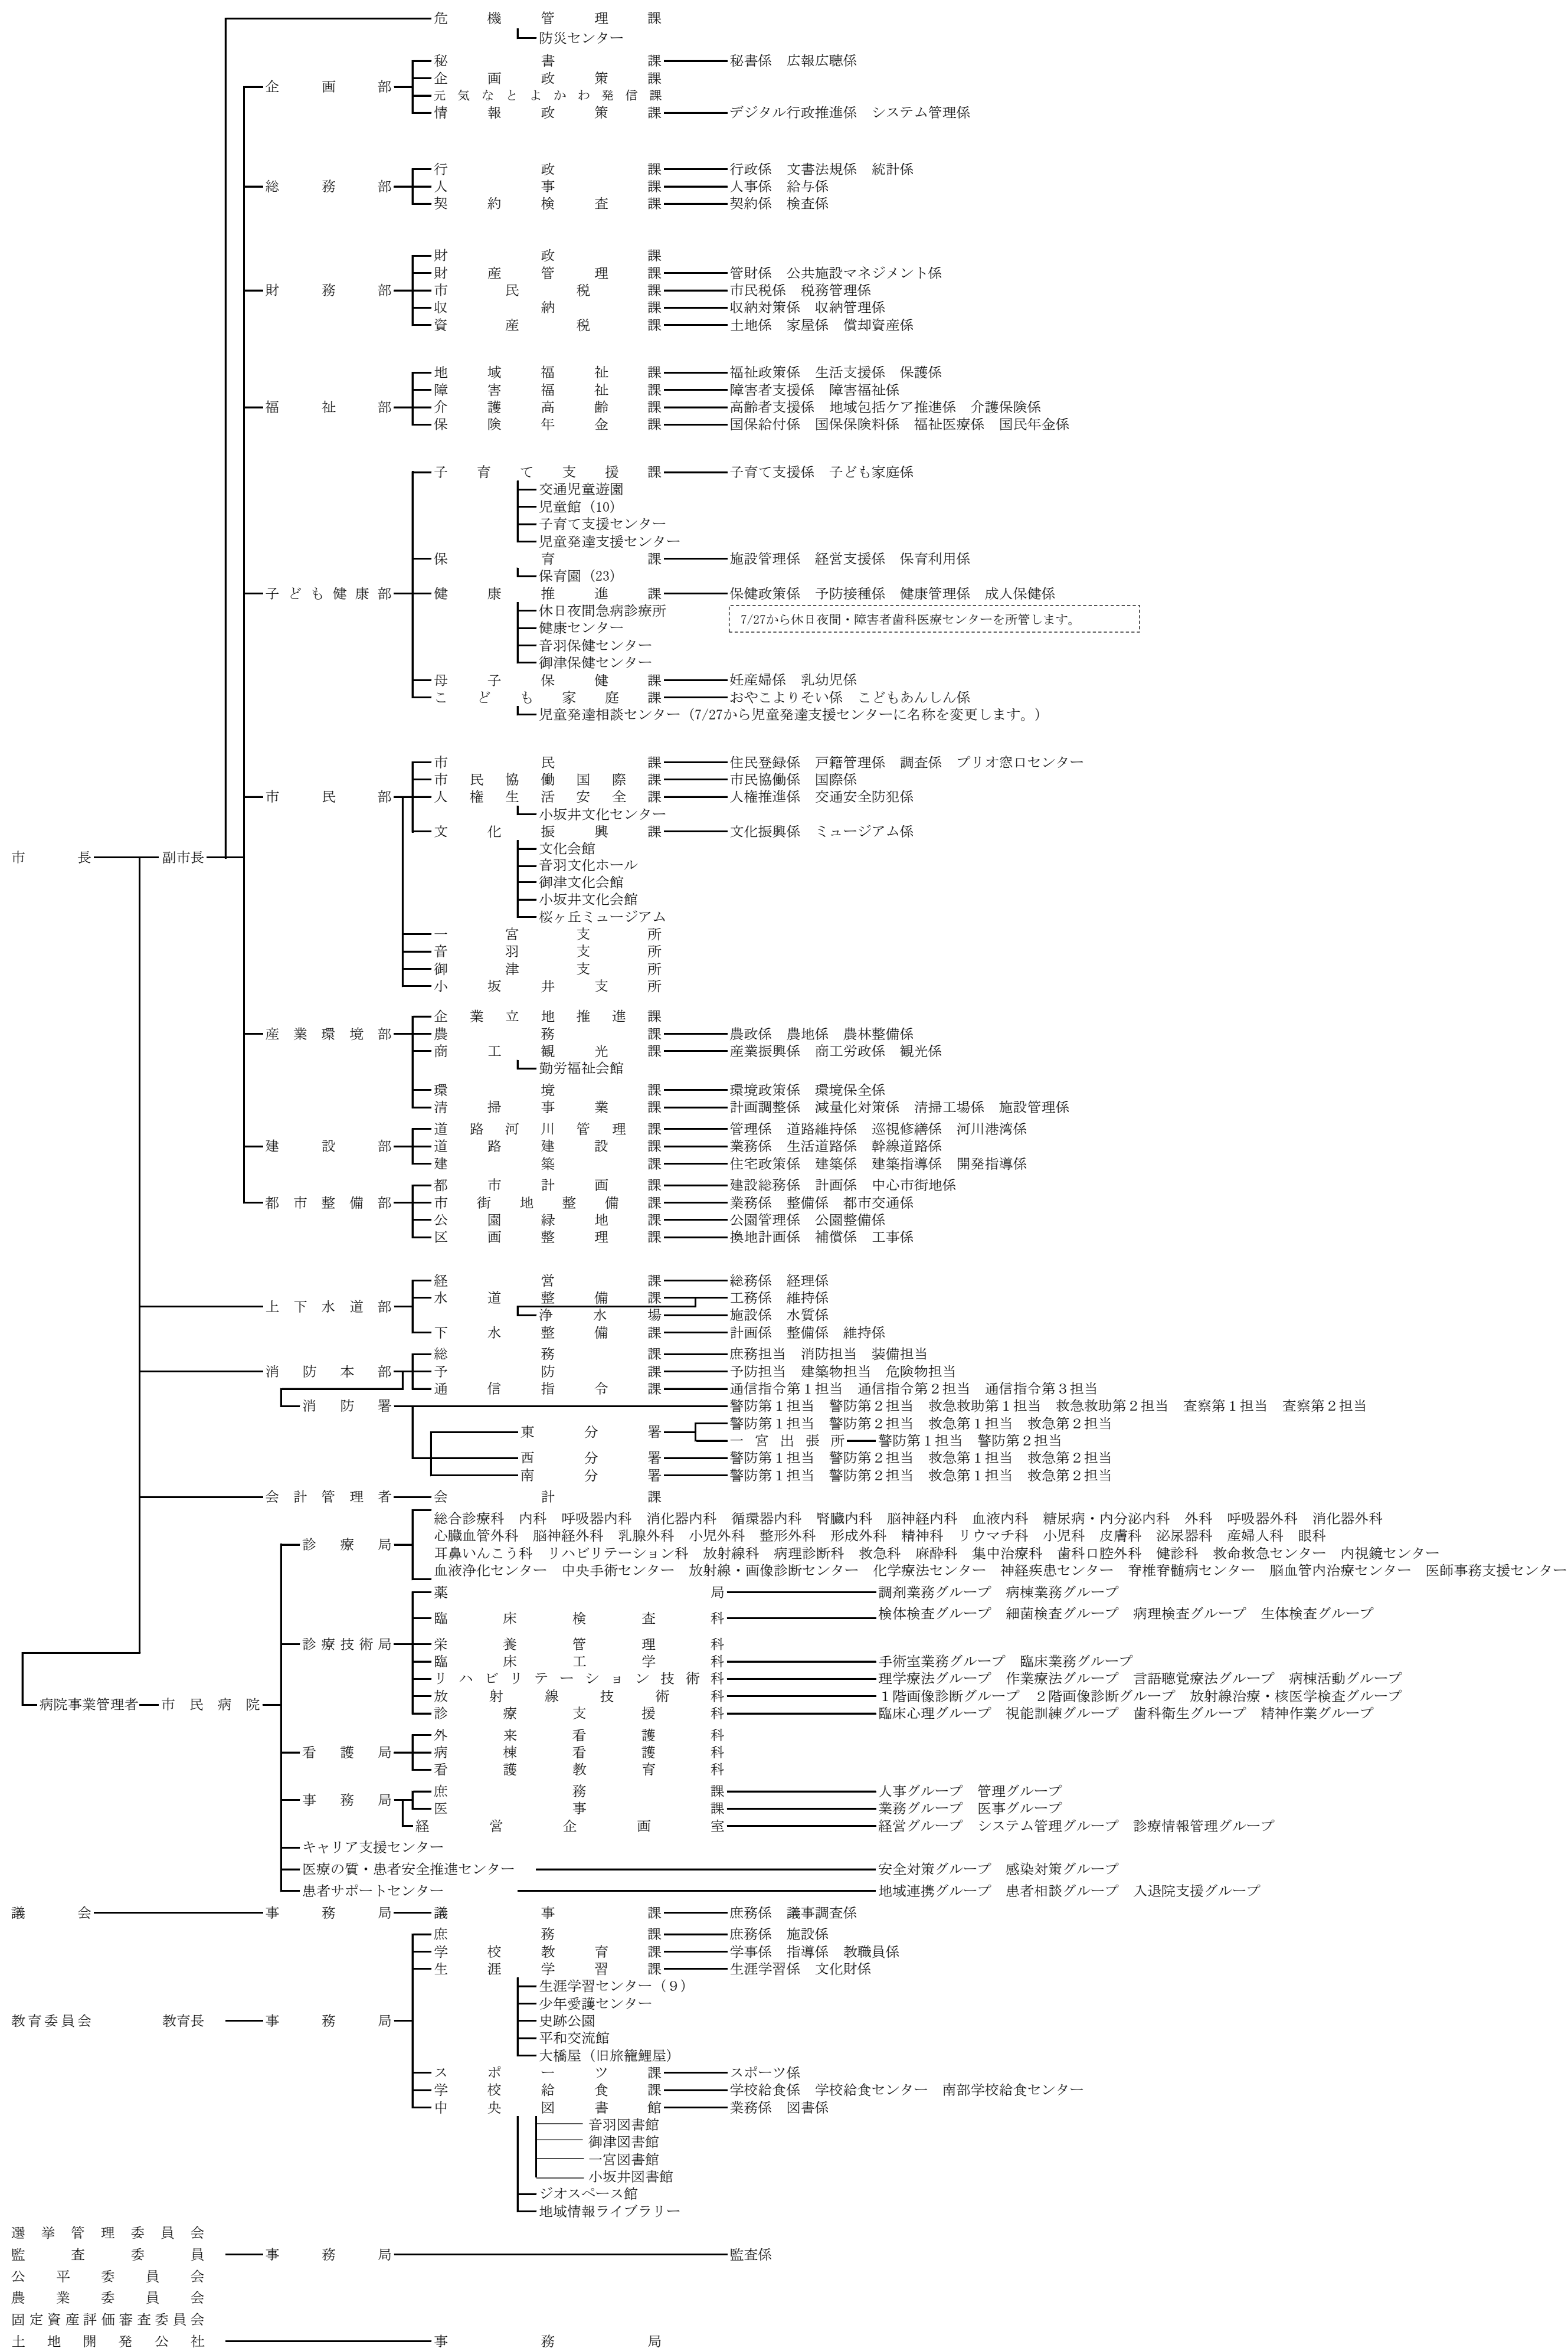 危機管理課
防災センター
秘書課 秘書係 広報広聴係
企画部
企画政策課
元気なとよかわ発信課
情報政策課 デジタル行政推進係 システム管理係
行政課 行政係 文書法規係 統計係
総務部 人事課 人事係 給与係
契約検査課 契約係 検査係
財政課
財産管理課 管財係 公共施設マネジメント係
財務部 市民税課 市民税係 税務管理係
収納課 収納対策係 収納管理係
資産税課 土地係 家屋係 償却資産係
地域福祉課 福祉政策係 生活支援係 保護係
障害福祉課 障害者支援係 障害福祉係
福祉部 介護高齢課 高齢者支援係 地域包括ケア推進係 介護保険係
保険年金課 国保給付係 国保保険料係 福祉医療係 国民年金係
子育て支援課 子育て支援係 子ども家庭係
交通児童遊園
児童館（10）
子育て支援センター
児童発達支援センター
保育課 施設管理係 経営支援係 保育利用係
保育園（23）
子ども健康部 健康推進課 保健政策係 予防接種係 健康管理係 成人保健係
休日夜間急病診療所
7/27から休日夜間・障害者歯科医療センターを所管します。
健康センター
音羽保健センター
御津保健センター
母子保健課 妊産婦係 乳幼児係
こども家庭課 おやこよりそい係 こどもあんしん係
児童発達相談センター（7/27から児童発達支援センターに名称を変更します。）
市民課 住民登録係 戸籍管理係 調査係 プリオ窓口センター
市民協働国際課 市民協働係 国際係
市民部 人権生活安全課 人権推進係 交通安全防犯係
小坂井文化センター
文化振興課 文化振興係 ミュージアム係
文化会館
市長 副市長
音羽文化ホール
御津文化会館
小坂井文化会館
桜ヶ丘ミュージアム
一宮支所
音羽支所
御津支所
小坂井支所
企業立地推進課
産業環境部 農務課 農政係 農地係 農林整備係
商工観光課 産業振興係 商工労政係 観光係
勤労福祉会館
環境課 環境政策係 環境保全係
清掃事業課 計画調整係 減量化対策係 清掃工場係 施設管理係
道路河川管理課 管理係 道路維持係 巡視修繕係 河川港湾係
建設部 道路建設課 業務係 生活道路係 幹線道路係
建築課 住宅政策係 建築係 建築指導係 開発指導係
都市計画課 建設総務係 計画係 中心市街地係
都市整備部 市街地整備課 業務係 整備係 都市交通係
公園緑地課 公園管理係 公園整備係
区画整理課 換地計画係 補償係 工事係
経営課 総務係 経理係
水道整備課 工務係 維持係
上下水道部
浄水場 施設係 水質係
下水整備課 計画係 整備係 維持係
総務課 庶務担当 消防担当 装備担当
消防本部 予防課 予防担当 建築物担当 危険物担当
通信指令課 通信指令第１担当 通信指令第２担当 通信指令第３担当
消防署 警防第１担当 警防第２担当 救急救助第１担当 救急救助第２担当 査察第１担当 査察第２担当
警防第１担当 警防第２担当 救急第１担当 救急第２担当
東分署
一宮出張所 警防第１担当 警防第２担当
西分署 警防第１担当 警防第２担当 救急第１担当 救急第２担当
南分署 警防第１担当 警防第２担当 救急第１担当 救急第２担当
会計管理者 会計課
総合診療科 内科 呼吸器内科 消化器内科 循環器内科 腎臓内科 脳神経内科 血液内科 糖尿病・内分泌内科 外科 呼吸器外科 消化器外科
心臓血管外科 脳神経外科 乳腺外科 小児外科 整形外科 形成外科 精神科 リウマチ科 小児科 皮膚科 泌尿器科 産婦人科 眼科
診療局
耳鼻いんこう科 リハビリテーション科 放射線科 病理診断科 救急科 麻酔科 集中治療科 歯科口腔外科 健診科 救命救急センター 内視鏡センター
血液浄化センター 中央手術センター 放射線・画像診断センター 化学療法センター 神経疾患センター 脊椎脊髄病センター 脳血管内治療センター 医師事務支援センター
薬局 調剤業務グループ 病棟業務グループ
臨床検査科 検体検査グループ 細菌検査グループ 病理検査グループ 生体検査グループ
診療技術局 栄養管理科
臨床工学科 手術室業務グループ 臨床業務グループ
リハビリテーション技術科 理学療法グループ 作業療法グループ 言語聴覚療法グループ 病棟活動グループ
放射線技術科 １階画像診断グループ ２階画像診断グループ 放射線治療・核医学検査グループ
病院事業管理者 市民病院
診療支援科 臨床心理グループ 視能訓練グループ 歯科衛生グループ 精神作業グループ
外来看護科
看護局 病棟看護科
看護教育科
庶務課 人事グループ 管理グループ
事務局
医事課 業務グループ 医事グループ
経営企画室 経営グループ システム管理グループ 診療情報管理グループ
キャリア支援センター
医療の質・患者安全推進センター 安全対策グループ 感染対策グループ
患者サポートセンター 地域連携グループ 患者相談グループ 入退院支援グループ
議会 事務局 議事課 庶務係 議事調査係
庶務課 庶務係 施設係
学校教育課 学事係 指導係 教職員係
生涯学習課 生涯学習係 文化財係
生涯学習センター（９）
少年愛護センター
教育委員会 教育長 事務局 史跡公園
平和交流館
大橋屋（旧旅籠鯉屋）
スポーツ課 スポーツ係
学校給食課 学校給食係 学校給食センター 南部学校給食センター
中央図書館 業務係 図書係
音羽図書館
御津図書館
一宮図書館
小坂井図書館
ジオスペース館
地域情報ライブラリー
選挙管理委員会
監査委員 事務局 監査係
公平委員会
農業委員会
固定資産評価審査委員会
土地開発公社 事務局